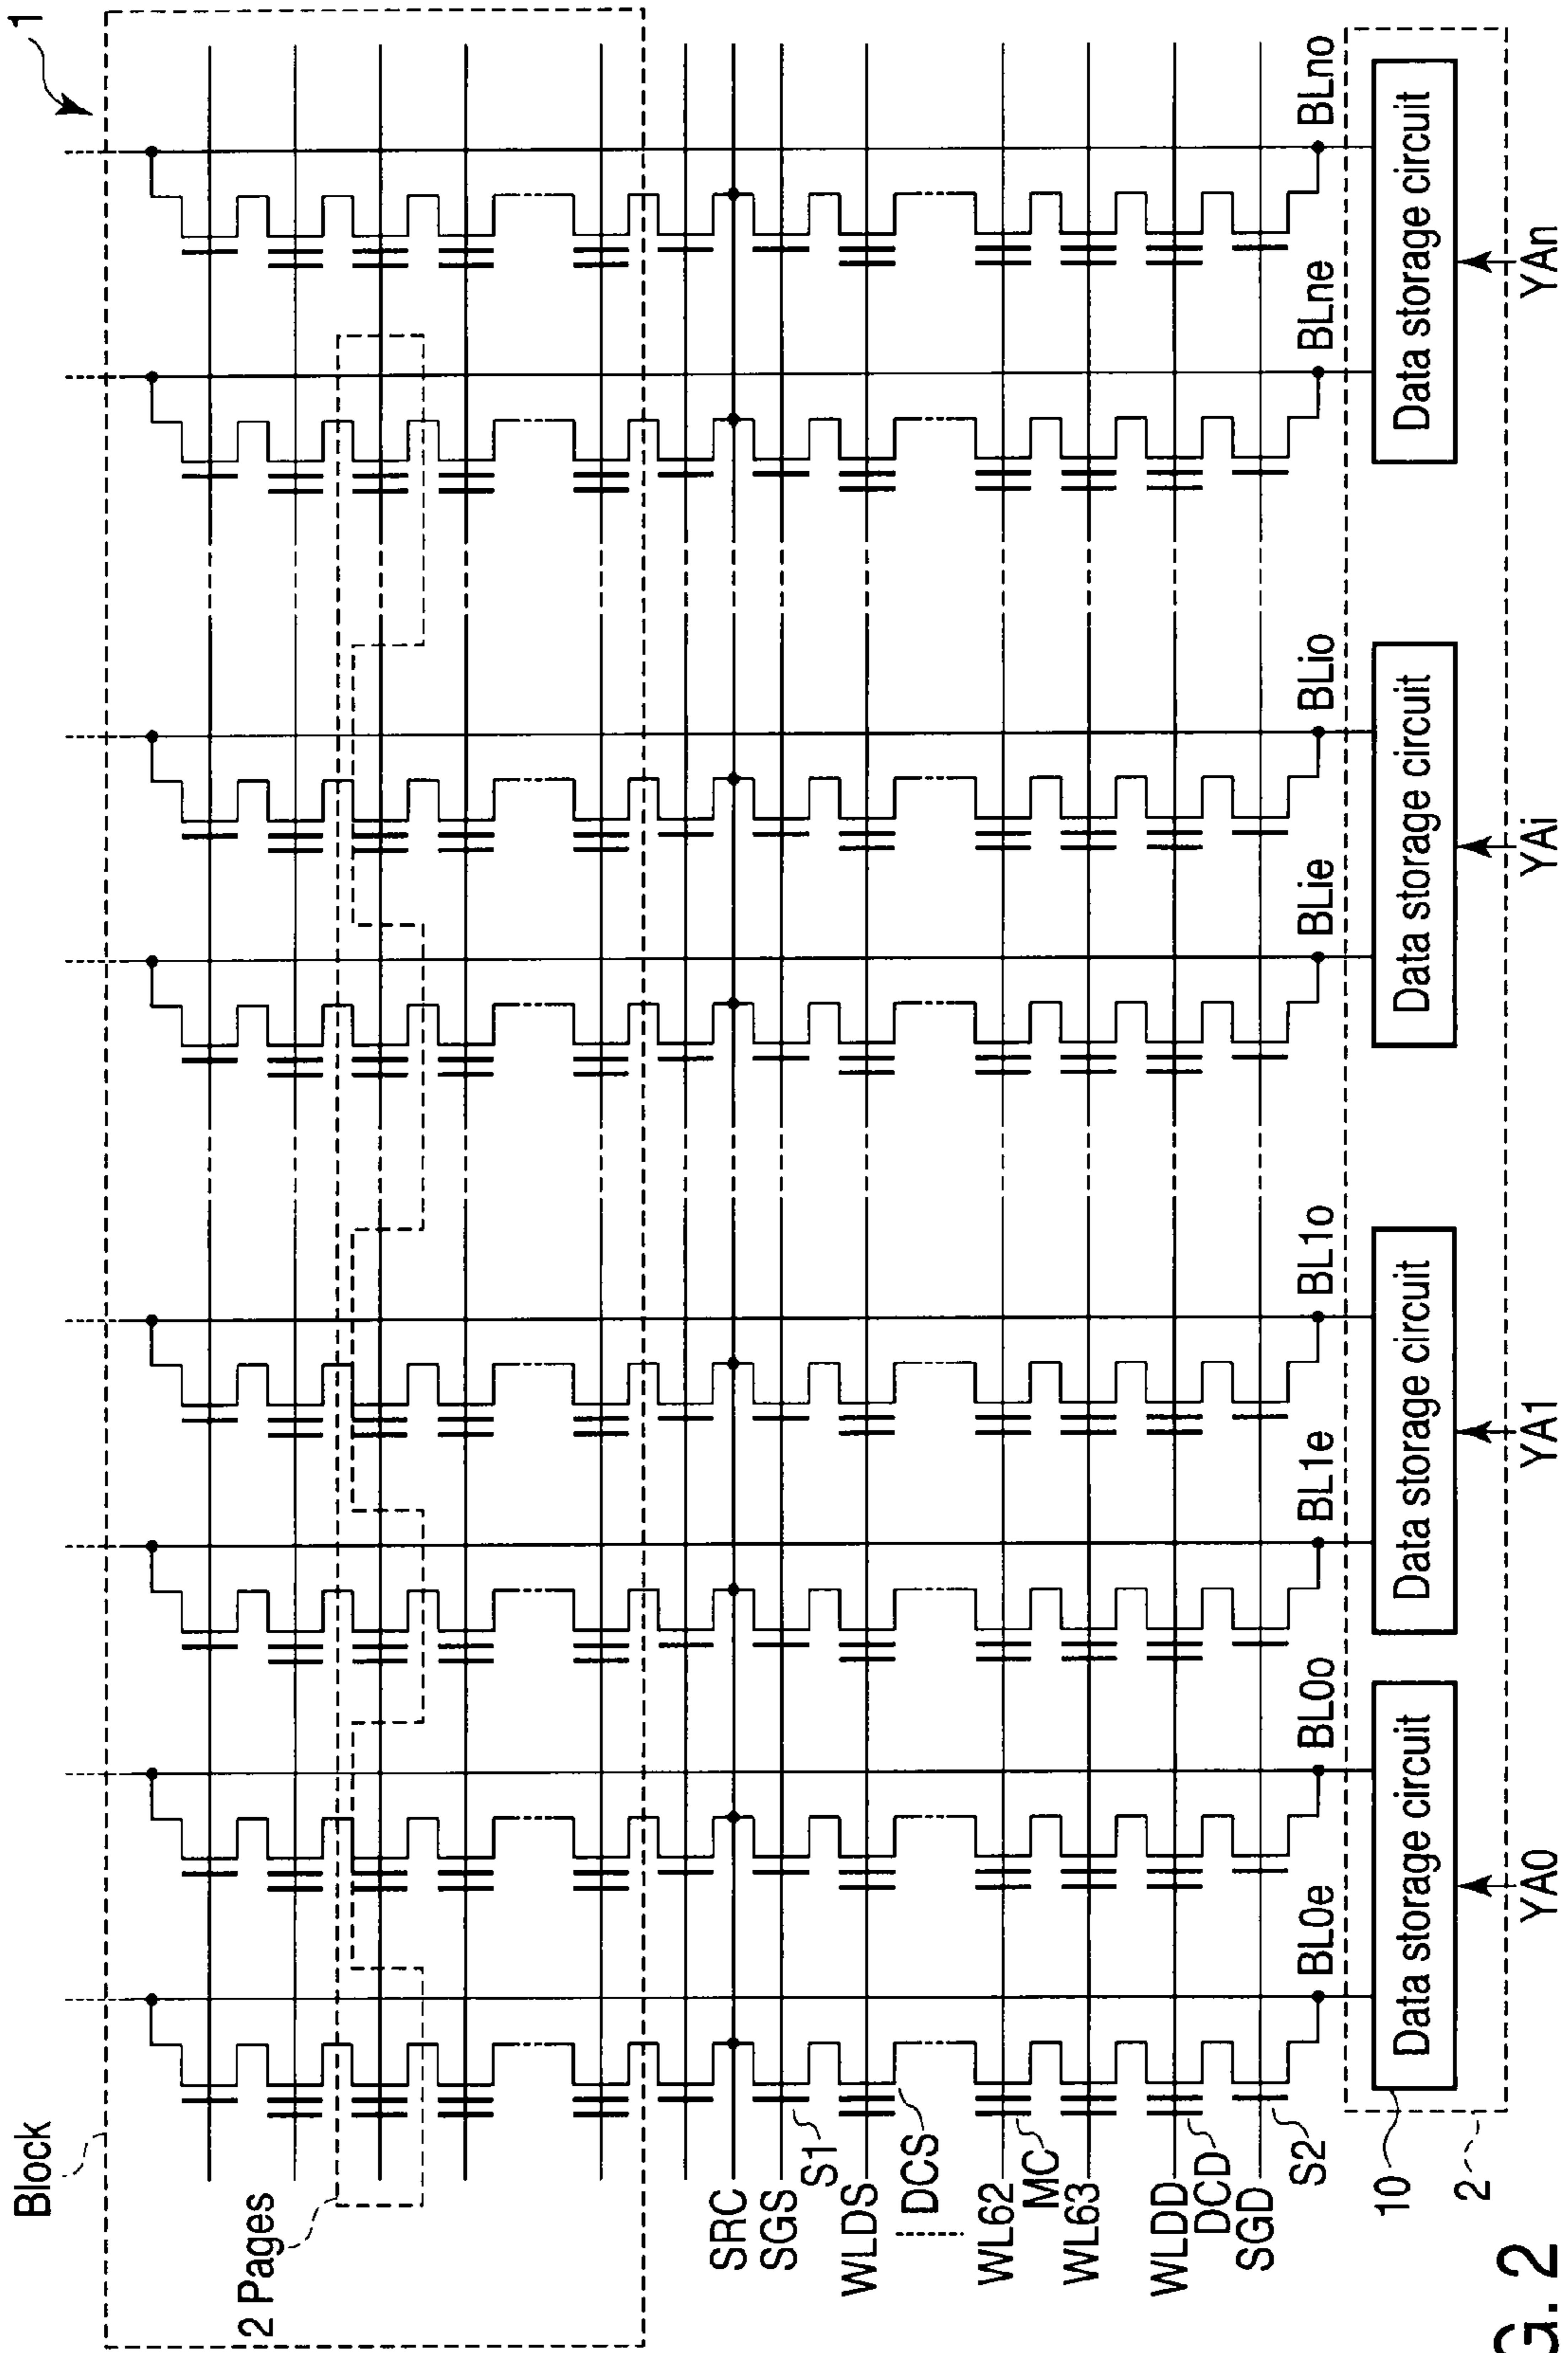 1
Block
2 Pages
SRC
SGS
S1
WLDS
DCS
WL62
MC
WL63
WLDD
DCD
SGD
S2
BL0e
BL0o
BL1e
BL1o
BLie
BLio
BLne
BLno
10
Data storage circuit
Data storage circuit
Data storage circuit
Data storage circuit
2
YA0
YA1
YAi
YAn
G. 2